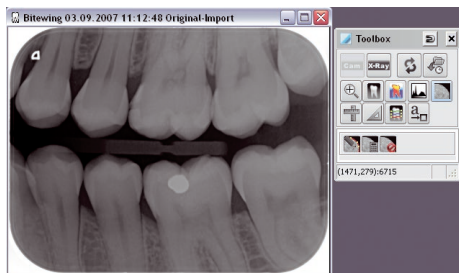 Bitewing 03.09.2007 11:12:48 Original-Import
Toolbox
Cam
X-Ray
a
(1471,279):6715